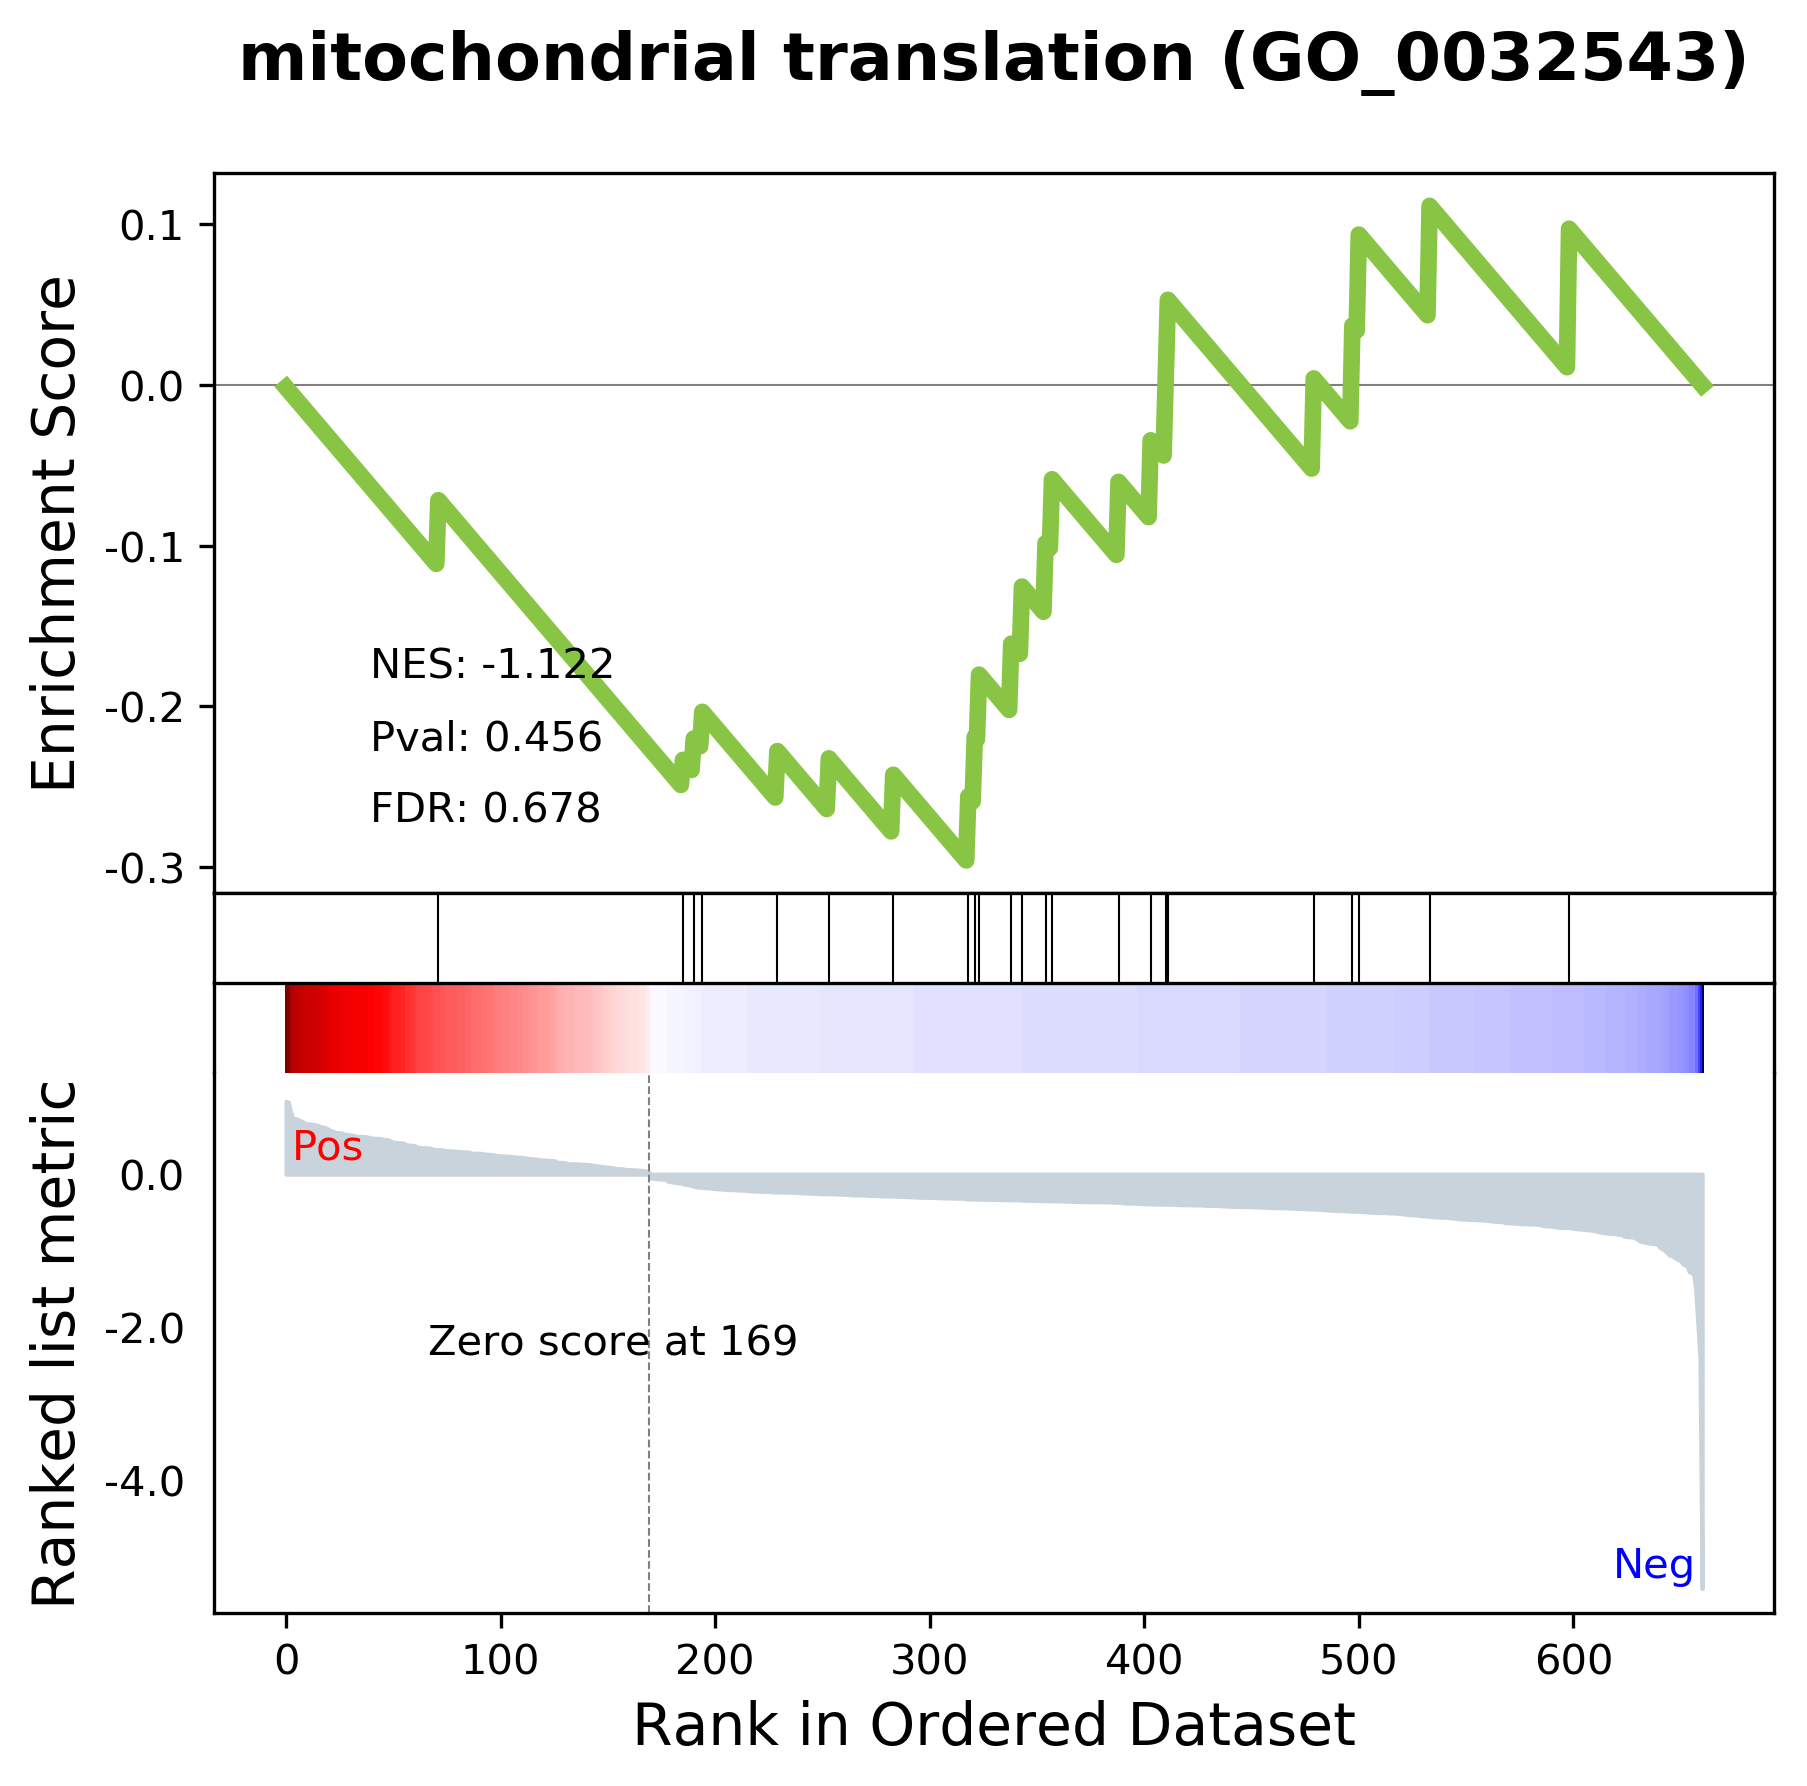 mitochondrial translation (GO_0032543)
Enrichment Score
0.1
0.0
-0.1
-0.2
-0.3
NES: -1.122
Pval: 0.456
FDR: 0.678
Ranked list metric
0.0
-2.0
-4.0
Pos
Zero score at 169
Neg
0 100 200 300 400 500 600
Rank in Ordered Dataset